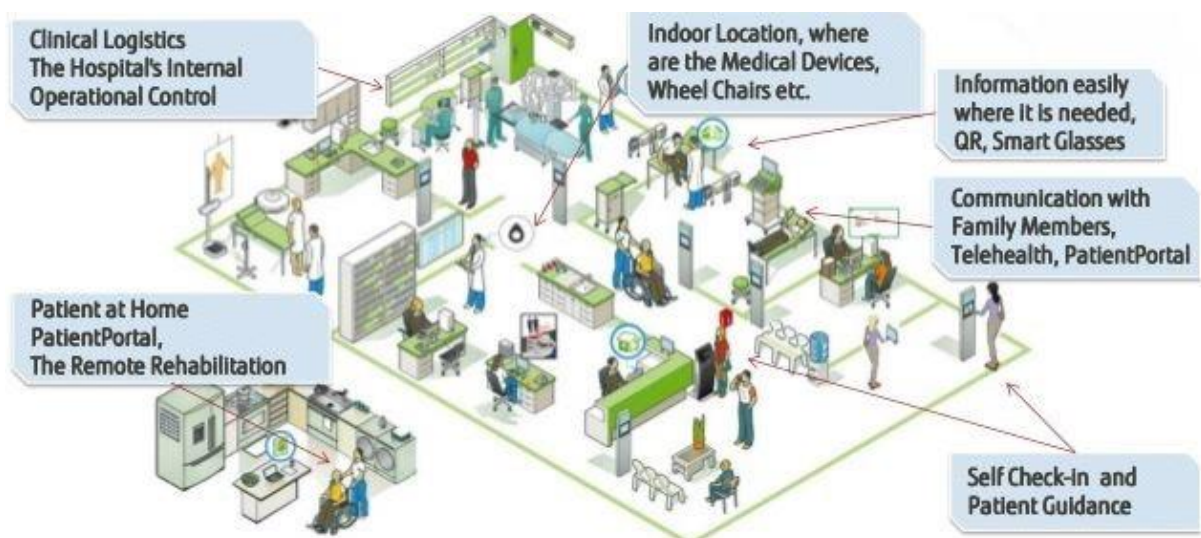 Clinical Logistics
The Hospital's Internal
Operational Control
Indoor Location, where
are the Medical Devices,
Wheel Chairs etc.
Information easily
where it is needed,
QR, Smart Glasses
Communication with
Family Members,
Telehealth, PatientPortal
Patient at Home
PatientPortal,
The Remote Rehabilitation
Self Check-in and
Patient Guidance